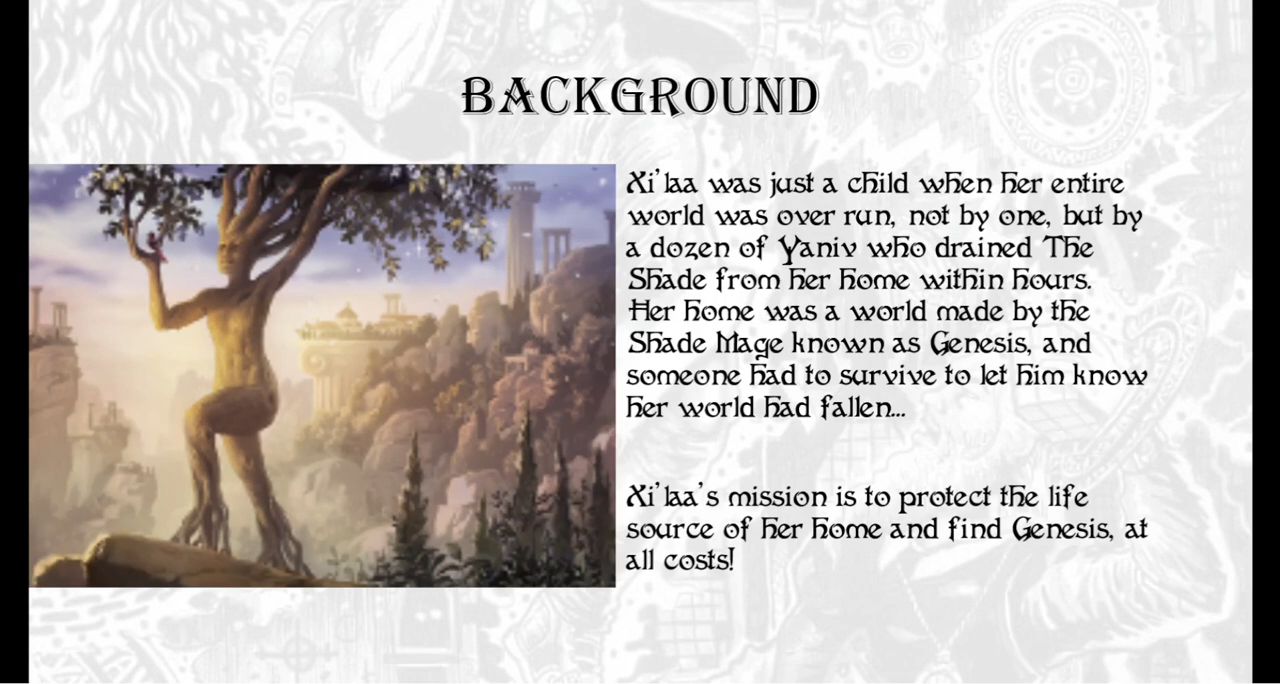 BACKGROUND
Xi'laa was just a child when her entire
world was over run, not by one, but by
a dozen of Yaniv who drained The
Shade from her home within hours.
Her home was a world made by the
Shade Mage known as Genesis, and
someone had to survive to let him know
her world had fallen...
Xi'laa's mission is to protect the life
source of her home and find Genesis, at
all costs!